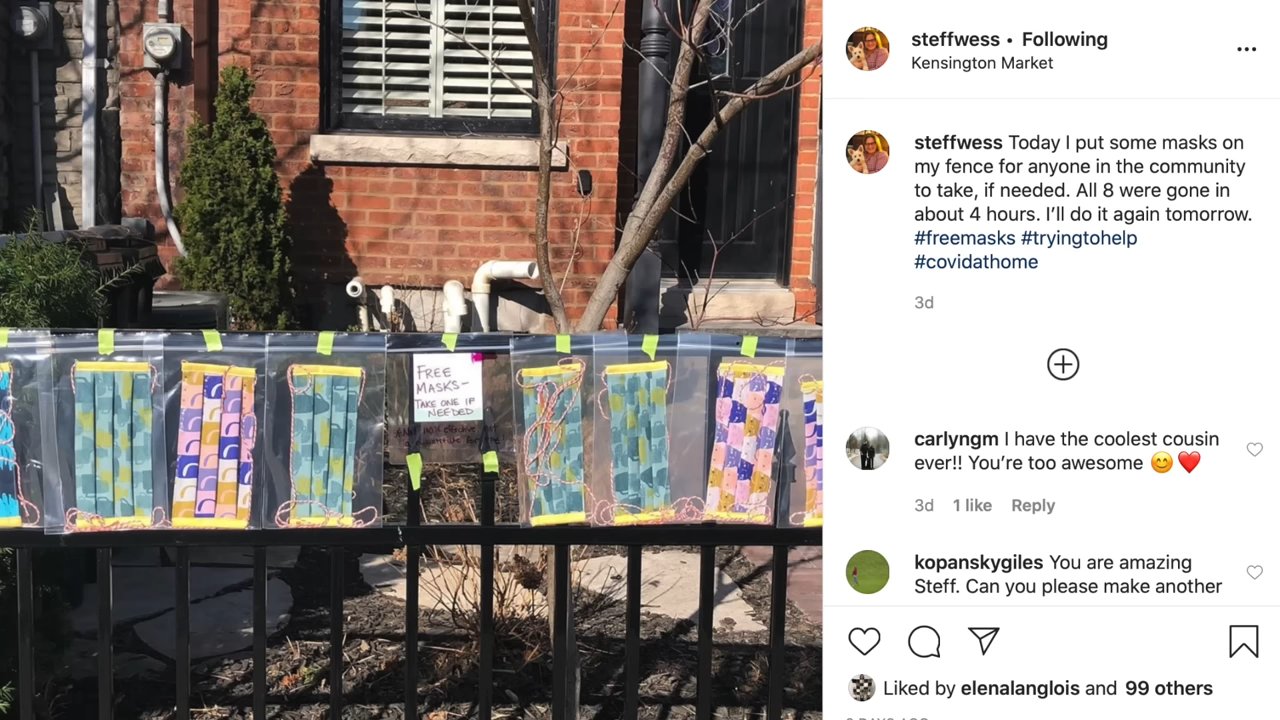 FREE
MASKS-
TAKE ONE IF
NEEDED
steffwess • Following
Kensington Market
steffwess Today I put some masks on
my fence for anyone in the community
to take, if needed. All 8 were gone in
about 4 hours. I’ll do it again tomorrow.
#freemasks #tryingtohelp
#covidathome
3d
carlyngm I have the coolest cousin
ever!! You’re too awesome 😊❤️
3d 1 like Reply
kopanskygiles You are amazing
Steff. Can you please make another
Liked by elenalanglois and 99 others